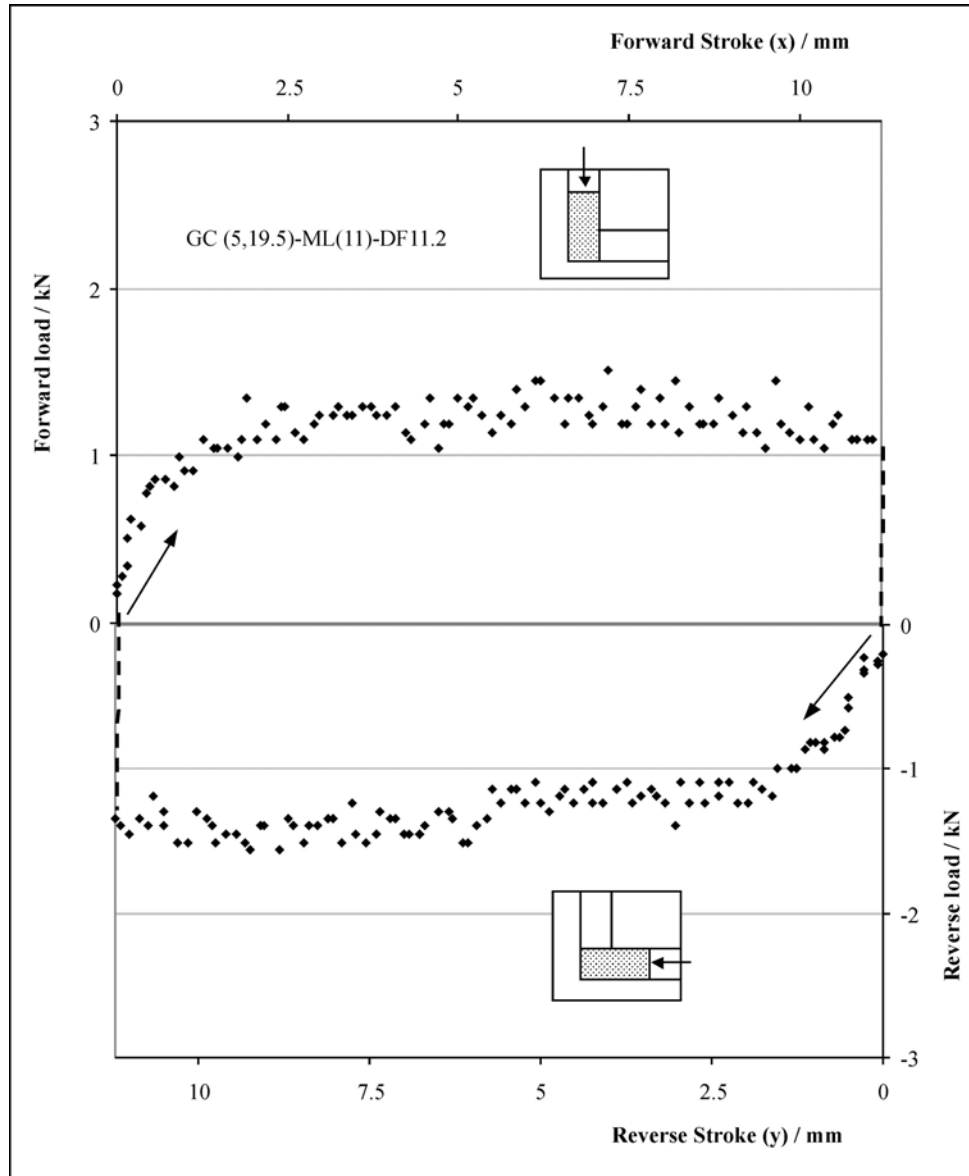 Forward Stroke (x) / mm
0 2.5 5 7.5 10
3
GC (5,19.5)-ML(11)-DF11.2
2
Forward load / kN
1
0 0
-1
Reverse load / kN
-2
-3
10 7.5 5 2.5 0
Reverse Stroke (y) / mm